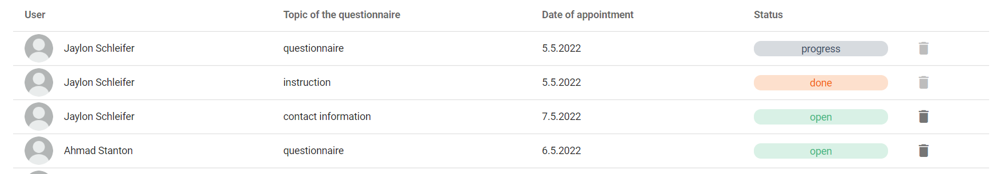 User Topic of the questionnaire Date of appointment Status
Jaylon Schleifer questionnaire 5.5.2022 progress
Jaylon Schleifer instruction 5.5.2022 done
Jaylon Schleifer contact information 7.5.2022 open
Ahmad Stanton questionnaire 6.5.2022 open